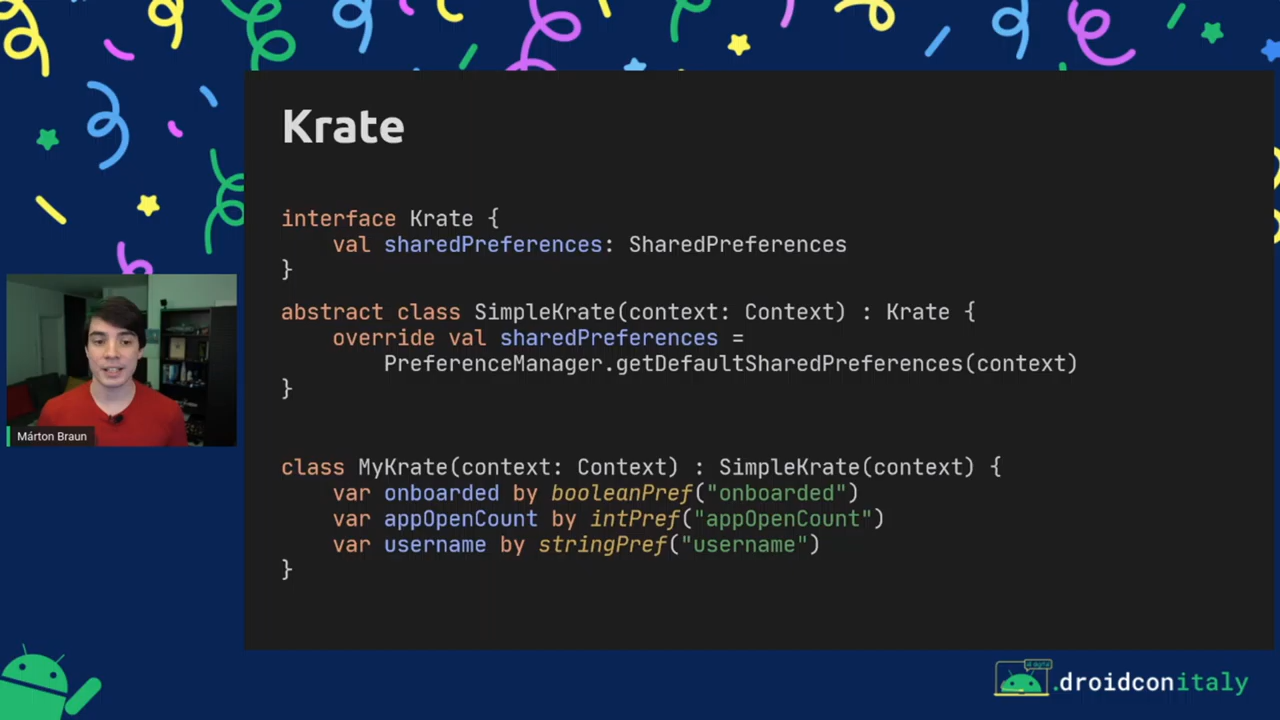 Krate
interface Krate {
val sharedPreferences: SharedPreferences
}
abstract class SimpleKrate(context: Context) : Krate {
override val sharedPreferences =
PreferenceManager.getDefaultSharedPreferences(context)
}
class MyKrate(context: Context) : SimpleKrate(context) {
var onboarded by booleanPref("onboarded")
var appOpenCount by intPref("appOpenCount")
var username by stringPref("username")
}
Márton Braun
.droidconitaly